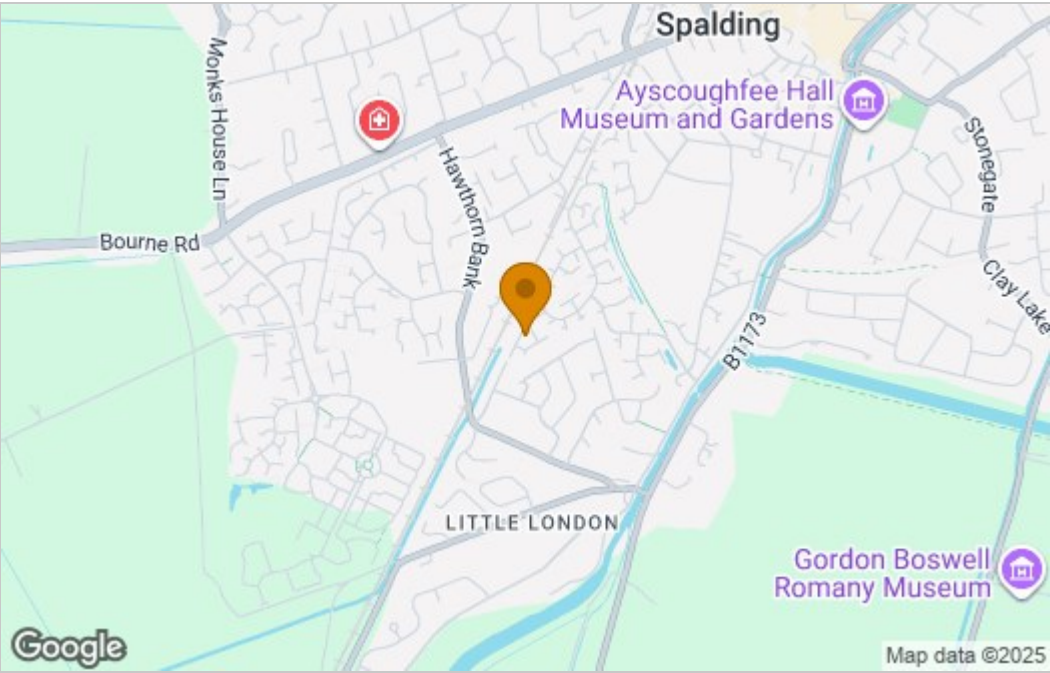 Spalding
Ayscoughfee Hall
Museum and Gardens
Monks House Ln
Hawthorn Bank
Stonegate
Bourne Rd
Clay Lake
B1173
LITTLE LONDON
Gordon Boswell
Romany Museum
Google
Map data ©2025